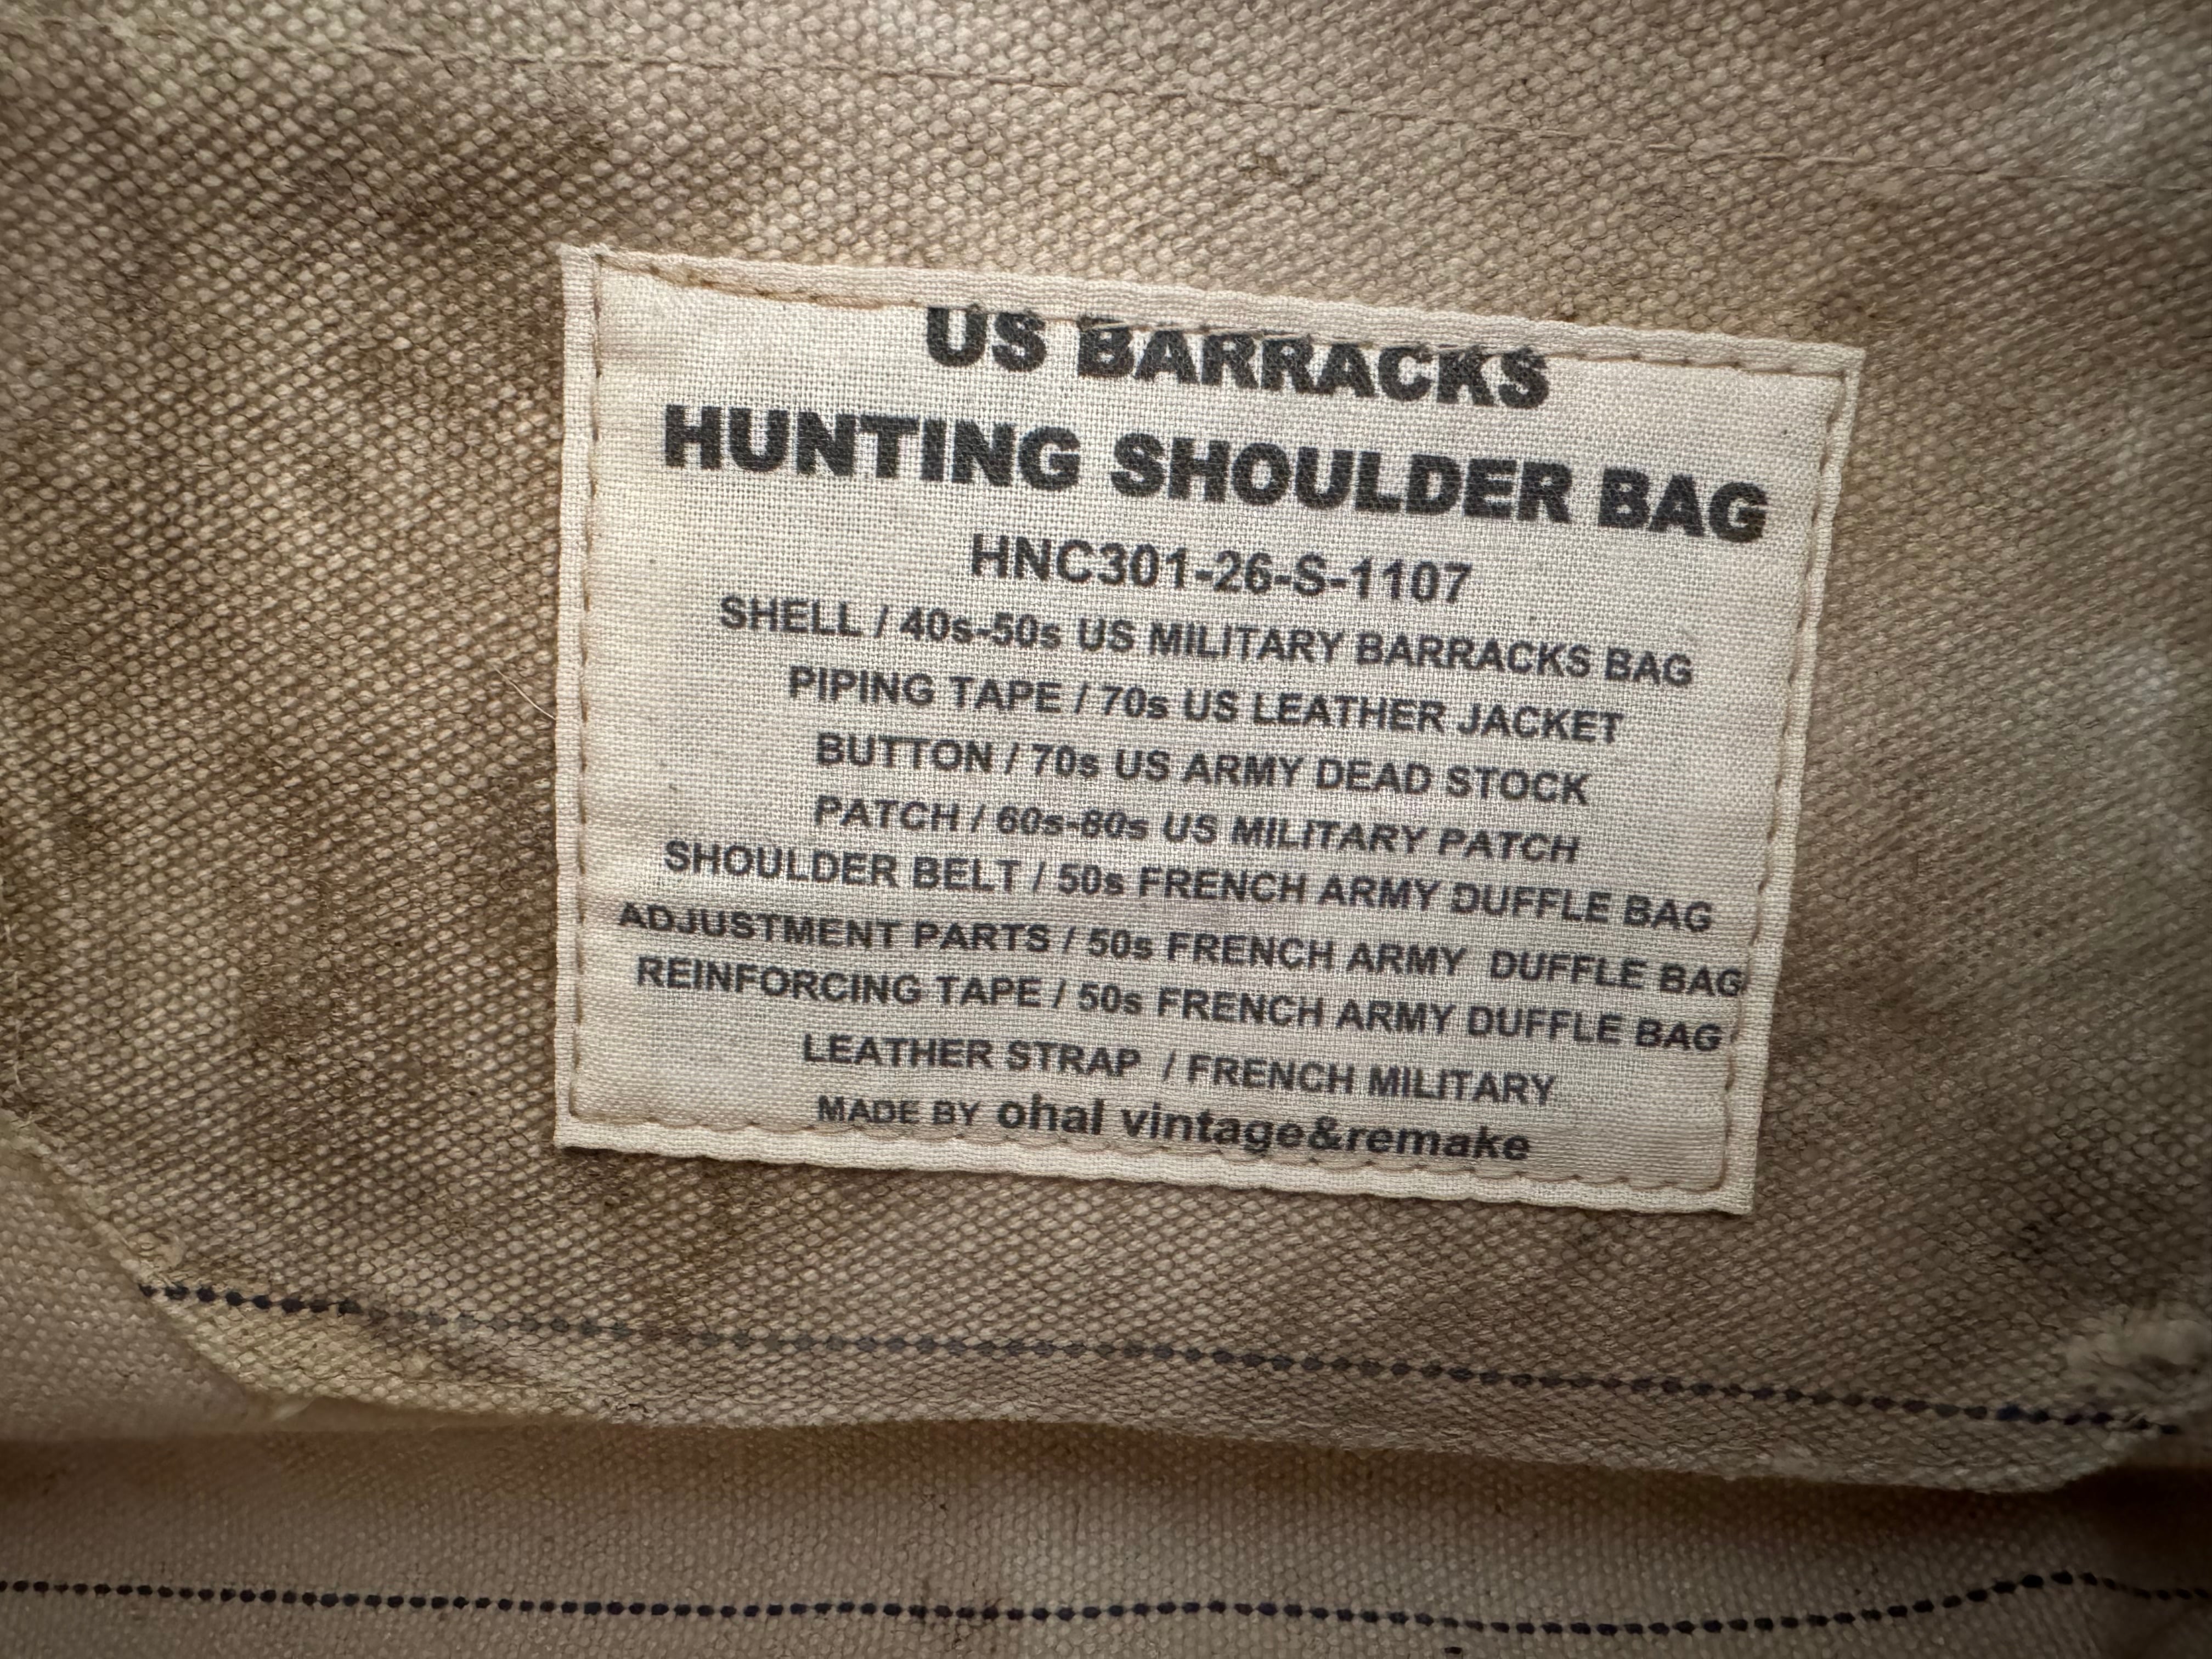 US BARRACKS
HUNTING SHOULDER BAG
HNC301-26-S-1107
SHELL / 40s-50s US MILITARY BARRACKS BAG
PIPING TAPE / 70s US LEATHER JACKET
BUTTON / 70s US ARMY DEAD STOCK
PATCH / 60s-80s US MILITARY PATCH
SHOULDER BELT / 50s FRENCH ARMY DUFFLE BAG
ADJUSTMENT PARTS / 50s FRENCH ARMY DUFFLE BAG
REINFORCING TAPE / 50s FRENCH ARMY DUFFLE BAG
LEATHER STRAP / FRENCH MILITARY
MADE BY ohal vintage&remake